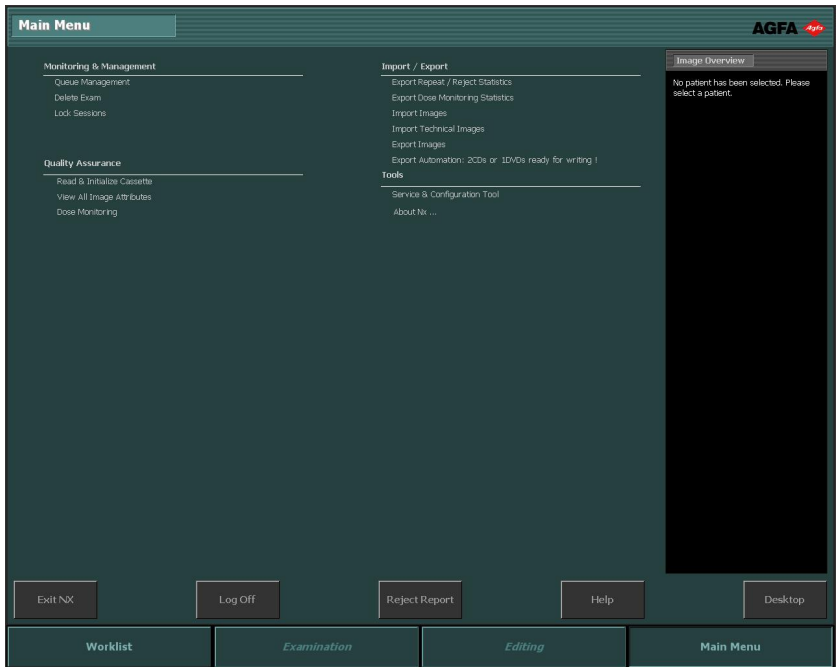 Main Menu
AGFA
Agfa
Monitoring & Management
Queue Management
Delete Exam
Lock Sessions
Quality Assurance
Read & Initialize Cassette
View All Image Attributes
Dose Monitoring
Import / Export
Export Repeat / Reject Statistics
Export Dose Monitoring Statistics
Import Images
Import Technical Images
Export Images
Export Automation: 2CDs or 1DVDs ready for writing !
Tools
Service & Configuration Tool
About Nx ...
Image Overview
No patient has been selected. Please
select a patient.
Exit NX
Log Off
Reject Report
Help
Desktop
Worklist
Examination
Editing
Main Menu